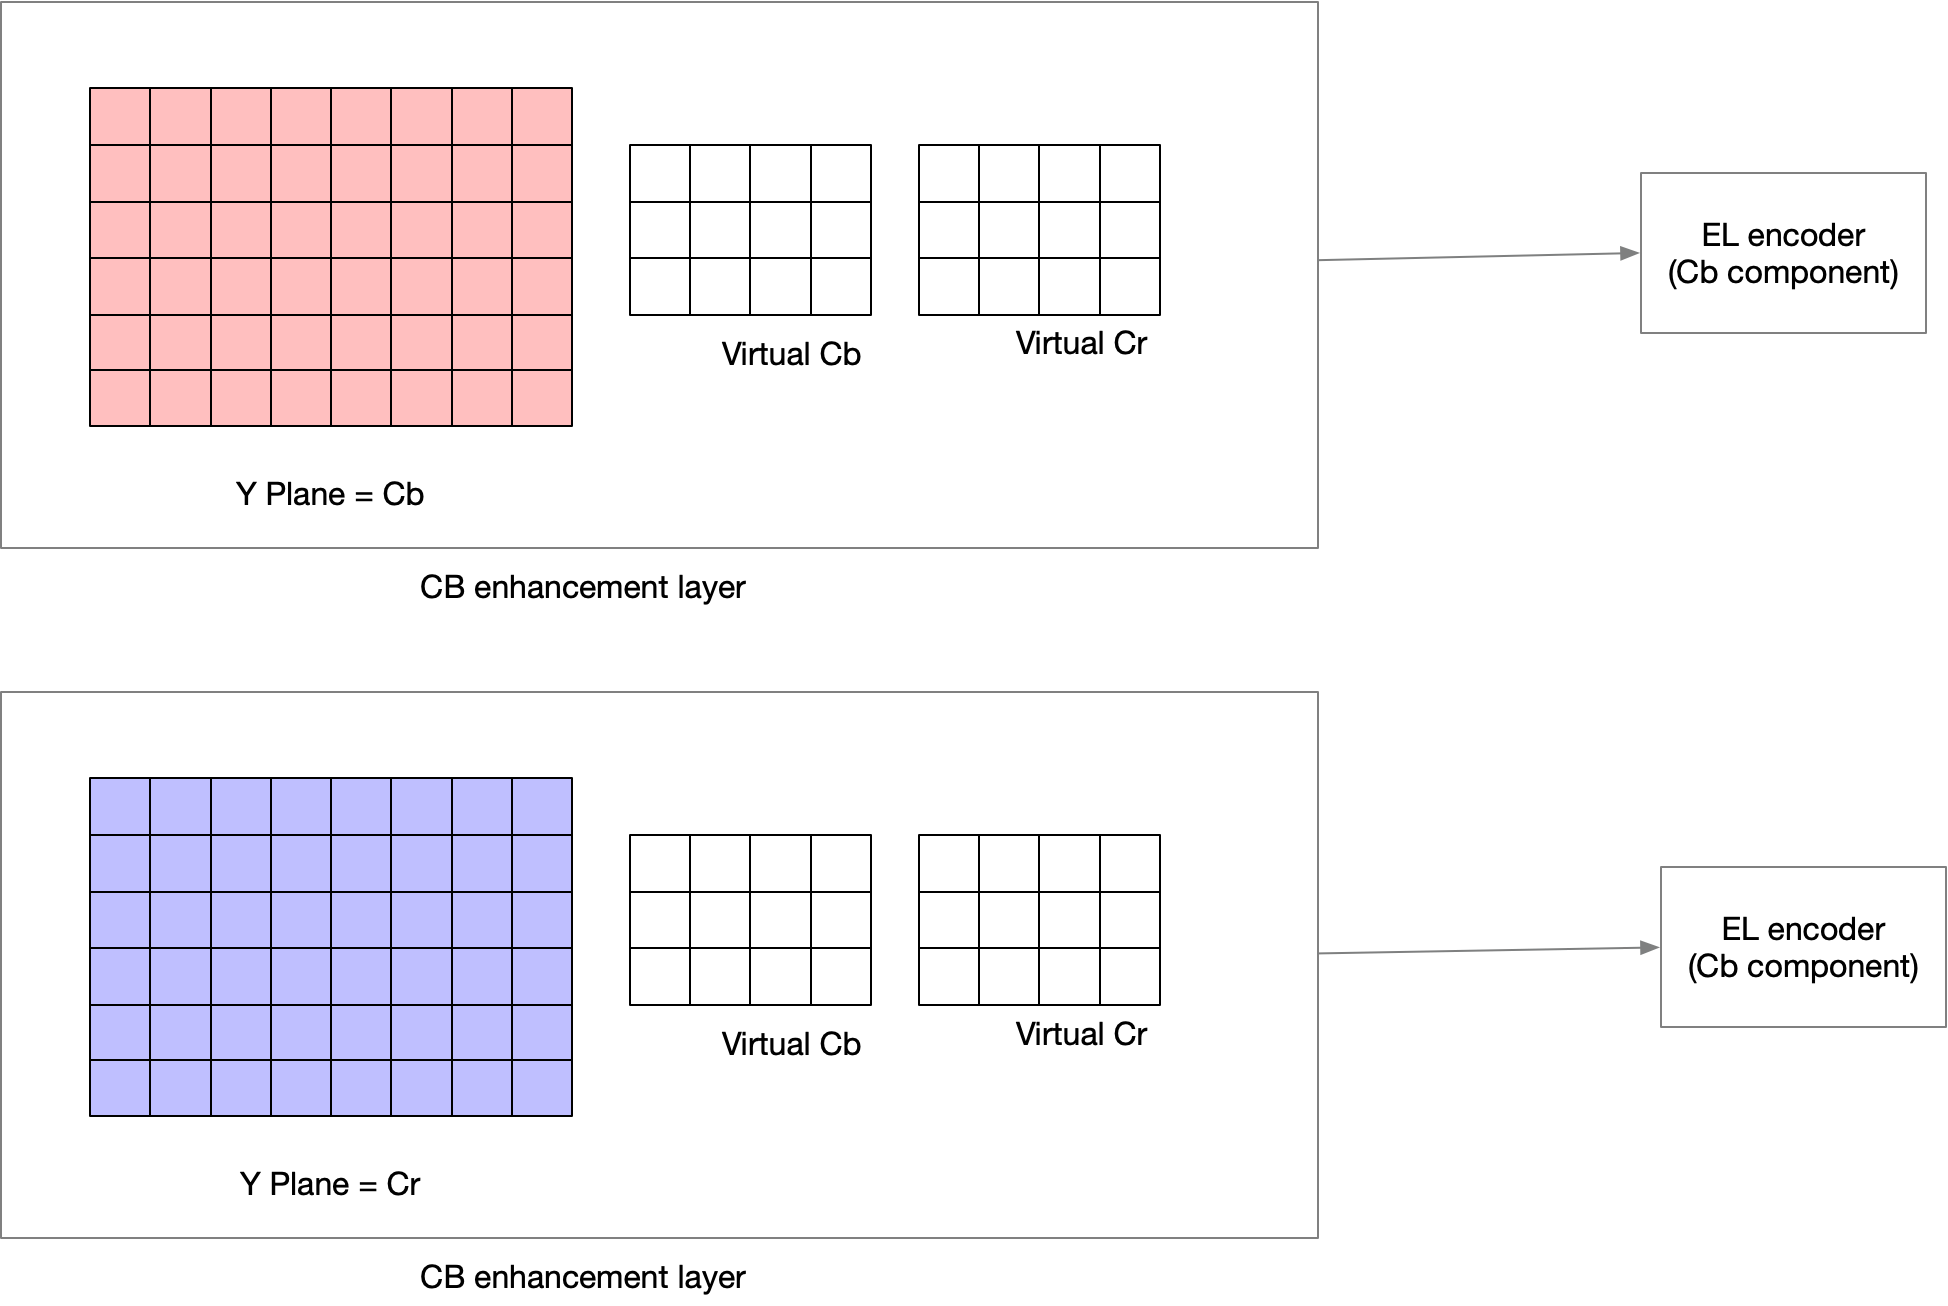 EL encoder
(Cb component)
Virtual Cb
Virtual Cr
Y Plane = Cb
CB enhancement layer
EL encoder
(Cb component)
Virtual Cb
Virtual Cr
Y Plane = Cr
CB enhancement layer